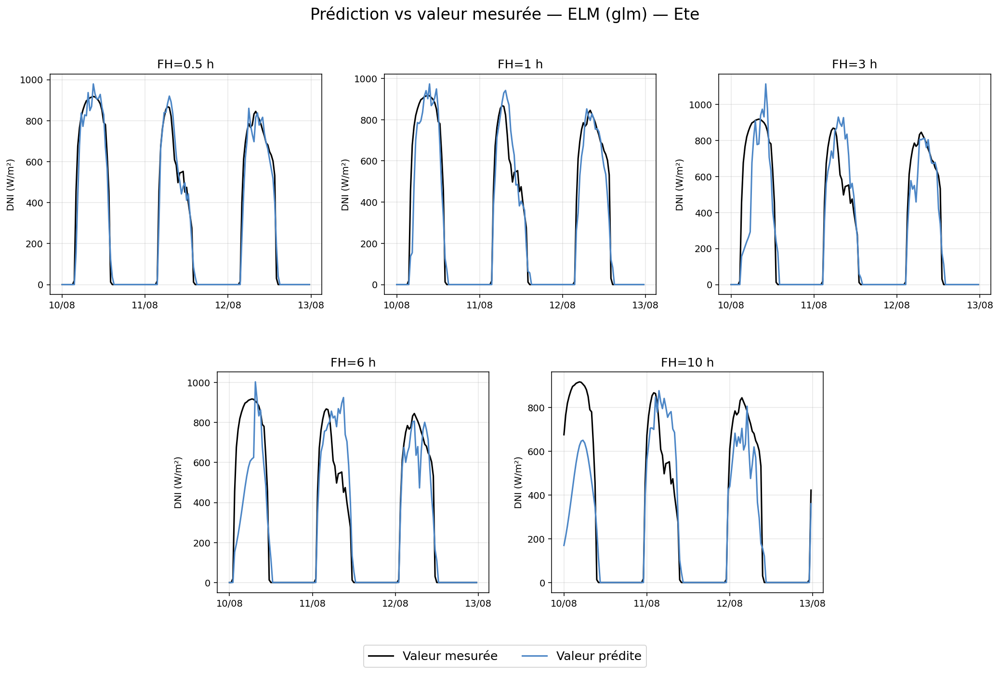 Prédiction vs valeur mesurée — ELM (glm) — Ete
FH=0.5 h
DNI (W/m²)
1000
800
600
400
200
0
10/08 11/08 12/08 13/08
FH=1 h
DNI (W/m²)
1000
800
600
400
200
0
10/08 11/08 12/08 13/08
FH=3 h
DNI (W/m²)
1000
800
600
400
200
0
10/08 11/08 12/08 13/08
FH=6 h
DNI (W/m²)
1000
800
600
400
200
0
10/08 11/08 12/08 13/08
FH=10 h
DNI (W/m²)
800
600
400
200
0
10/08 11/08 12/08 13/08
Valeur mesurée Valeur prédite